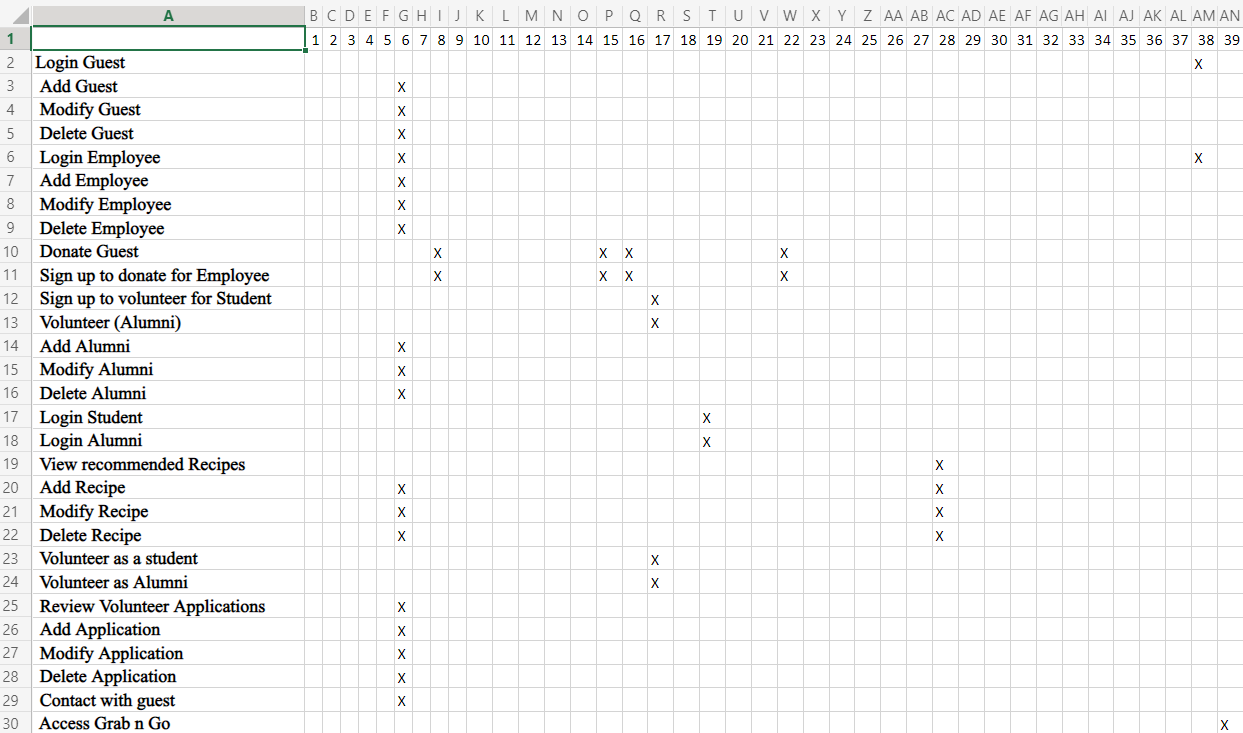 A B C D E F G H I J K L M N O P Q R S T U V W X Y Z AA AB AC AD AE AF AG AH AI AJ AK AL AM AN
1 1 2 3 4 5 6 7 8 9 10 11 12 13 14 15 16 17 18 19 20 21 22 23 24 25 26 27 28 29 30 31 32 33 34 35 36 37 38 39
2 Login Guest X
3 Add Guest X
4 Modify Guest X
5 Delete Guest X
6 Login Employee X X
7 Add Employee X
8 Modify Employee X
9 Delete Employee X
10 Donate Guest X X X X
11 Sign up to donate for Employee X X X X
12 Sign up to volunteer for Student X
13 Volunteer (Alumni) X
14 Add Alumni X
15 Modify Alumni X
16 Delete Alumni X
17 Login Student X
18 Login Alumni X
19 View recommended Recipes X
20 Add Recipe X X
21 Modify Recipe X X
22 Delete Recipe X X
23 Volunteer as a student X
24 Volunteer as Alumni X
25 Review Volunteer Applications X
26 Add Application X
27 Modify Application X
28 Delete Application X
29 Contact with guest X
30 Access Grab n Go X